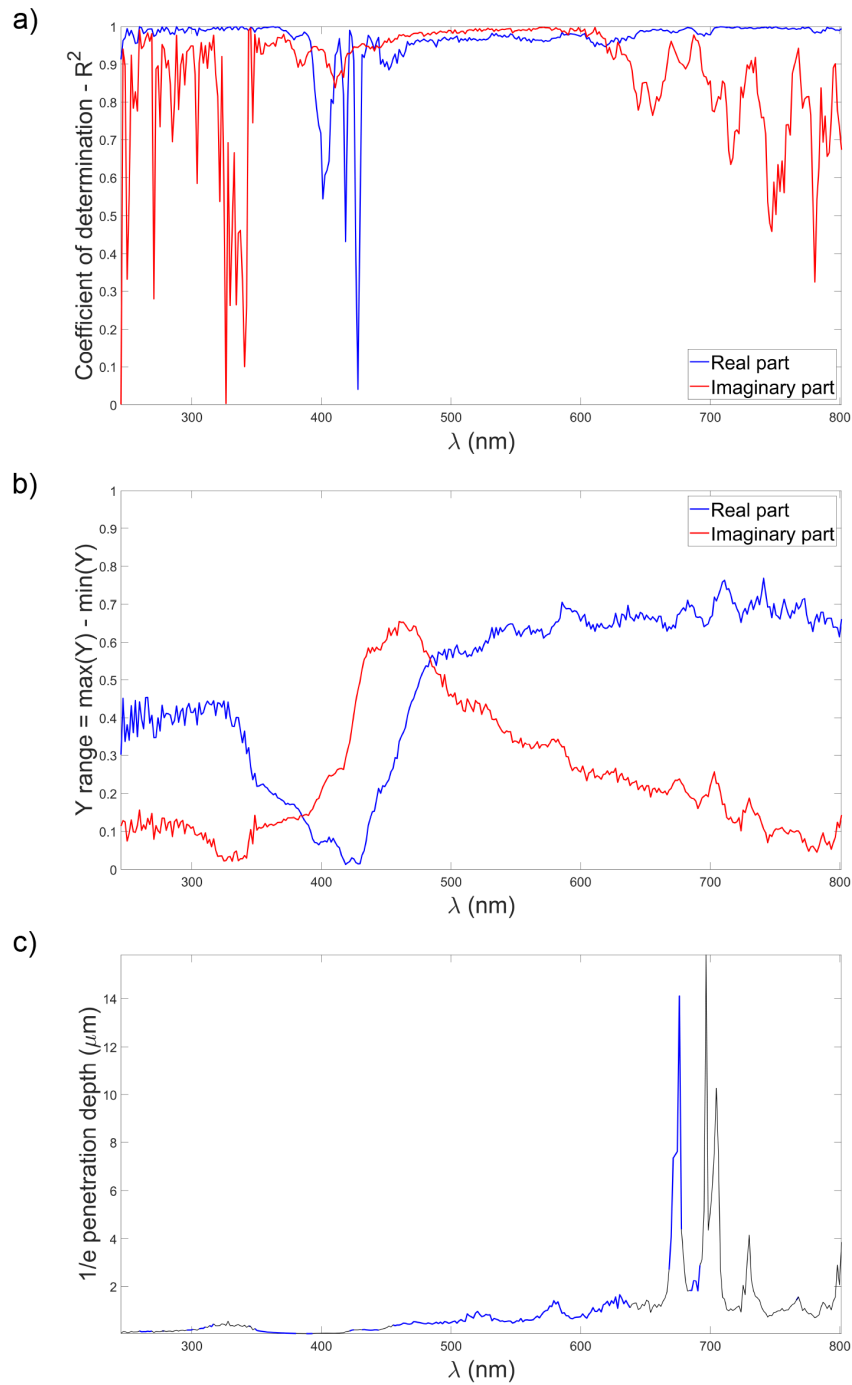 a)
Coefficient of determination - R²
1
0.9
0.8
0.7
0.6
0.5
0.4
0.3
0.2
0.1
0
300 400 500 600 700 800
λ (nm)
Real part
Imaginary part
b)
Y range = max(Y) - min(Y)
1
0.9
0.8
0.7
0.6
0.5
0.4
0.3
0.2
0.1
0
300 400 500 600 700 800
λ (nm)
Real part
Imaginary part
c)
1/e penetration depth (μm)
14
12
10
8
6
4
2
300 400 500 600 700 800
λ (nm)